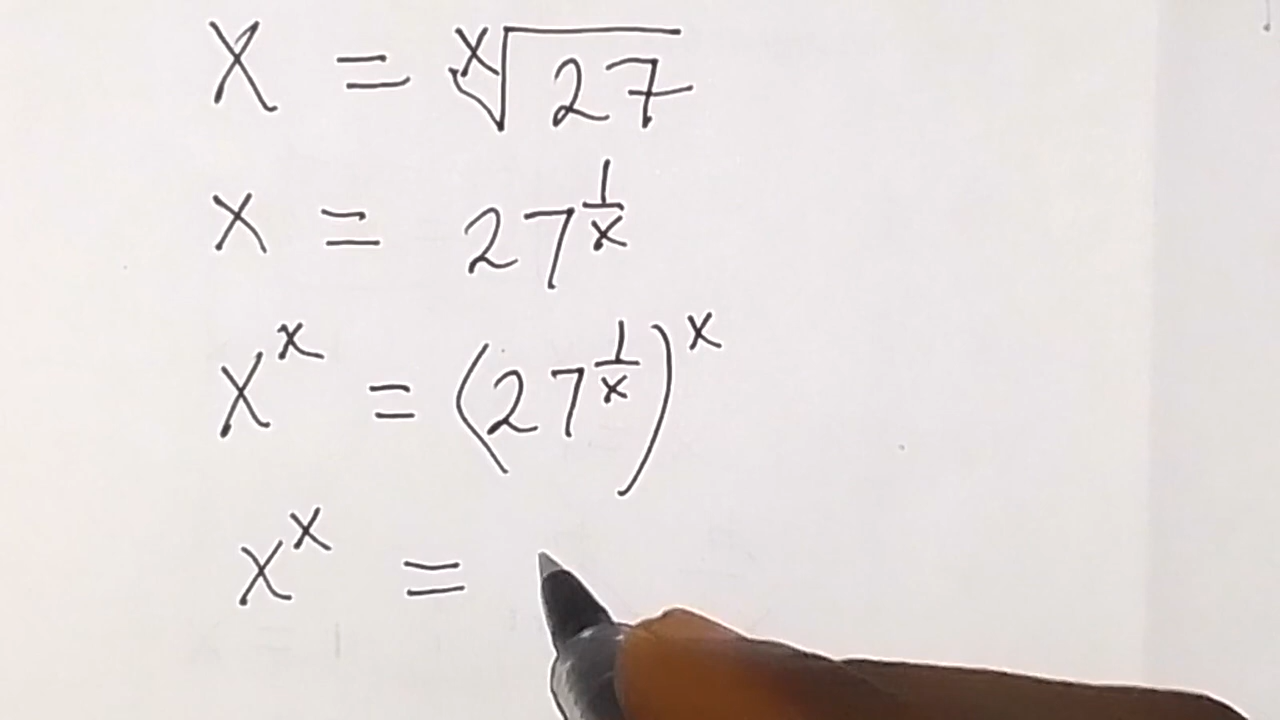 X = ˣ√27
x = 27^(1/x)
x^x = (27^(1/x))^x
x^x =